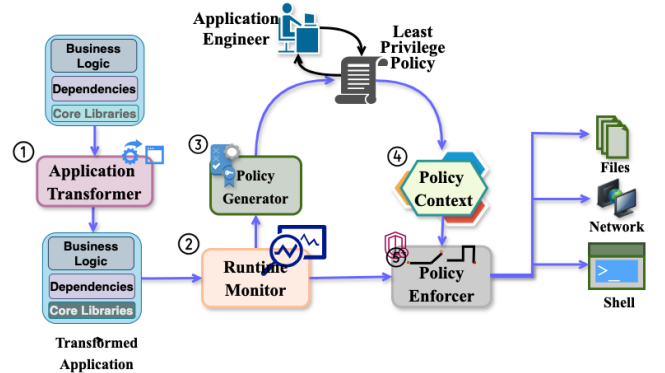 Application
Engineer
Least
Privilege
Policy
Business
Logic
Dependencies
Core Libraries
①
Application
Transformer
Business
Logic
Dependencies
Core Libraries
Transformed
Application
②
Runtime
Monitor
③
Policy
Generator
④
Policy
Context
⑤
Policy
Enforcer
Files
Network
>_
Shell